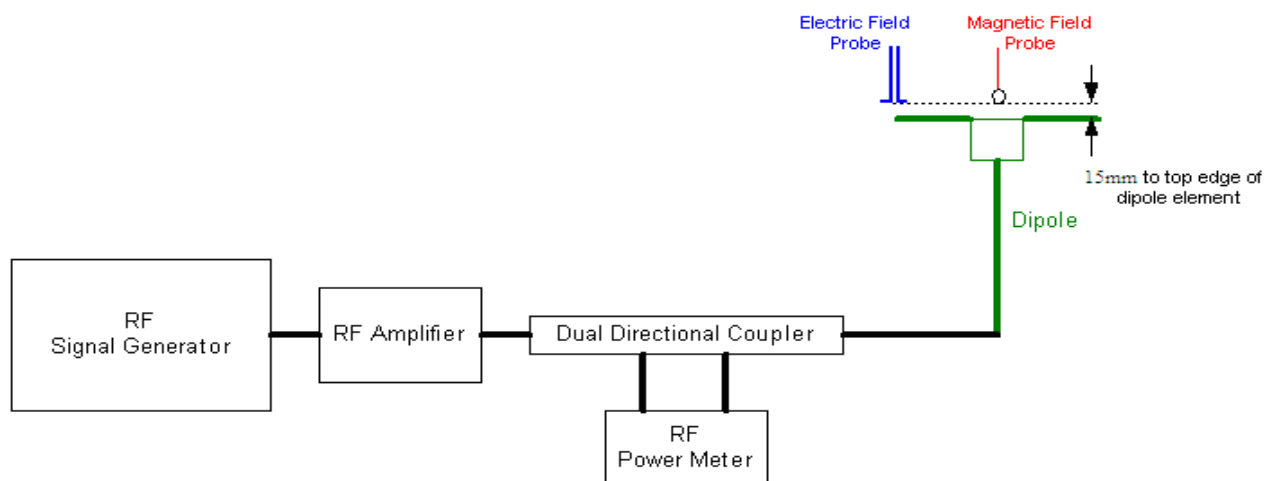 Electric Field
Probe
Magnetic Field
Probe
15mm to top edge of
dipole element
Dipole
RF
Signal Generator
RF Amplifier
Dual Directional Coupler
RF
Power Meter